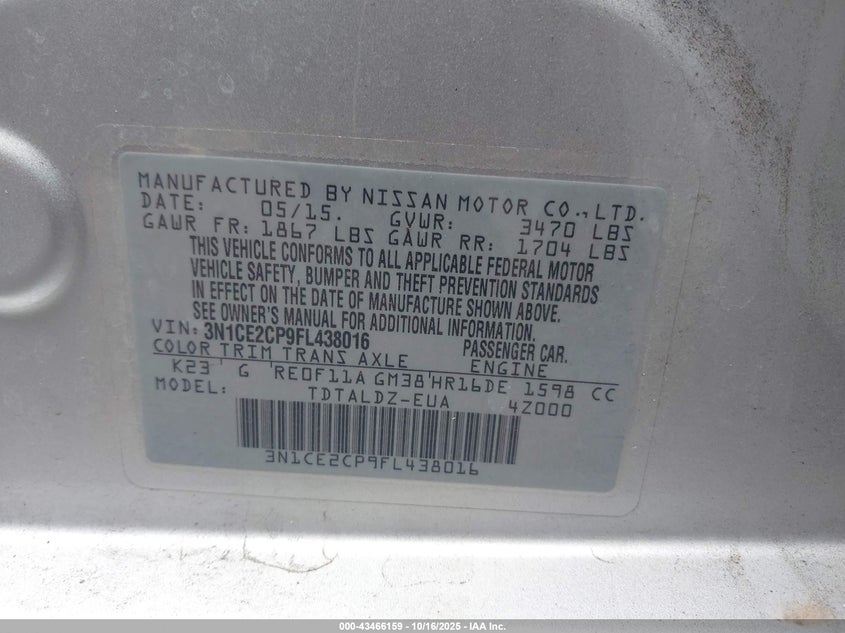 MANUFACTURED BY NISSAN MOTOR CO.,LTD.
DATE: 05/15. GVWR: 3470 LBS
GAWR FR: 1867 LBS GAWR RR: 1704 LBS
THIS VEHICLE CONFORMS TO ALL APPLICABLE FEDERAL MOTOR
VEHICLE SAFETY, BUMPER AND THEFT PREVENTION STANDARDS
IN EFFECT ON THE DATE OF MANUFACTURE SHOWN ABOVE.
SEE OWNER'S MANUAL FOR ADDITIONAL INFORMATION.
VIN: 3N1CE2CP9FL438016 PASSENGER CAR.
COLOR TRIM TRANS AXLE ENGINE
K23 G RE0F11A GM38 HR16DE 1598 CC
MODEL: TDTALDZ-EUA 4Z000
3N1CE2CP9FL438016
000-43466159 - 10/16/2025 - IAA Inc.